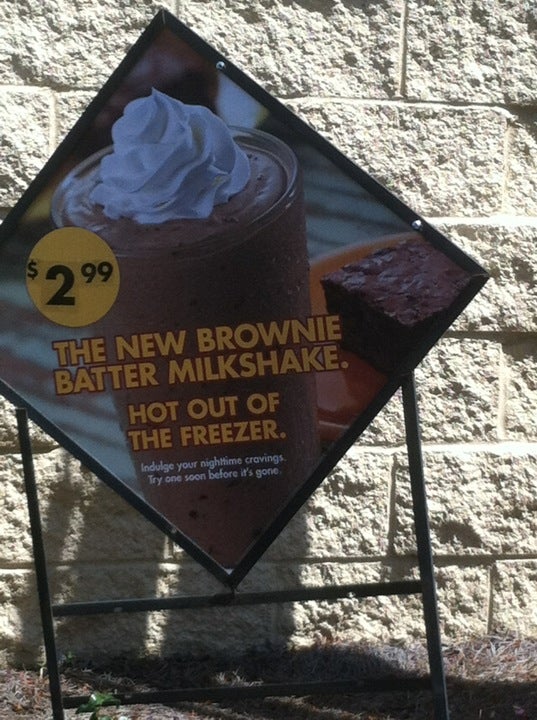 $2.99
THE NEW BROWNIE
BATTER MILKSHAKE.
HOT OUT OF
THE FREEZER.
Indulge your nighttime cravings.
Try one soon before it's gone.